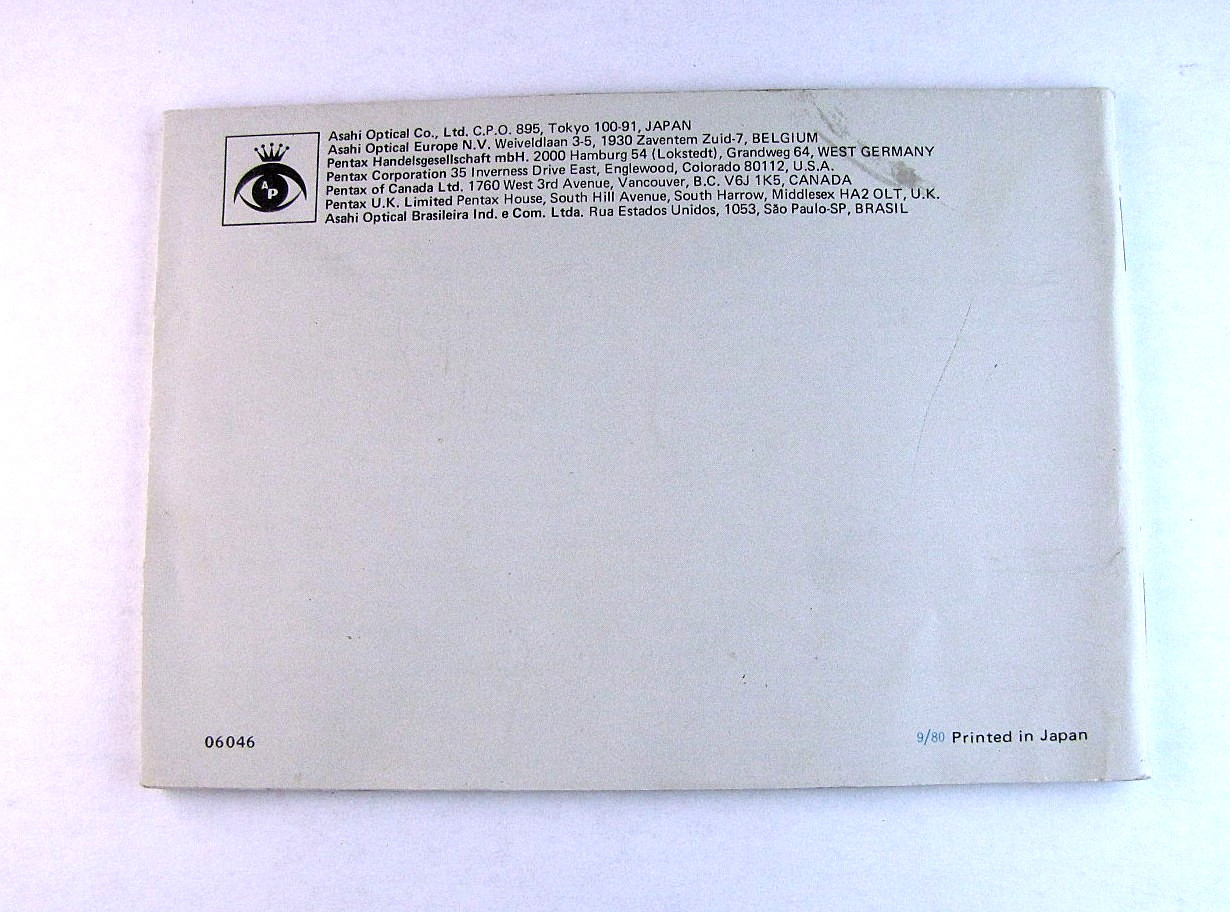 AP
Asahi Optical Co., Ltd. C.P.O. 895, Tokyo 100-91, JAPAN
Asahi Optical Europe N.V. Weiveldlaan 3-5, 1930 Zaventem Zuid-7, BELGIUM
Pentax Handelsgesellschaft mbH. 2000 Hamburg 54 (Lokstedt), Grandweg 64, WEST GERMANY
Pentax Corporation 35 Inverness Drive East, Englewood, Colorado 80112, U.S.A.
Pentax of Canada Ltd. 1760 West 3rd Avenue, Vancouver, B.C. V6J 1K5, CANADA
Pentax U.K. Limited Pentax House, South Hill Avenue, South Harrow, Middlesex HA2 OLT, U.K.
Asahi Optical Brasileira Ind. e Com. Ltda. Rua Estados Unidos, 1053, São Paulo-SP, BRASIL
06046
9/80 Printed in Japan